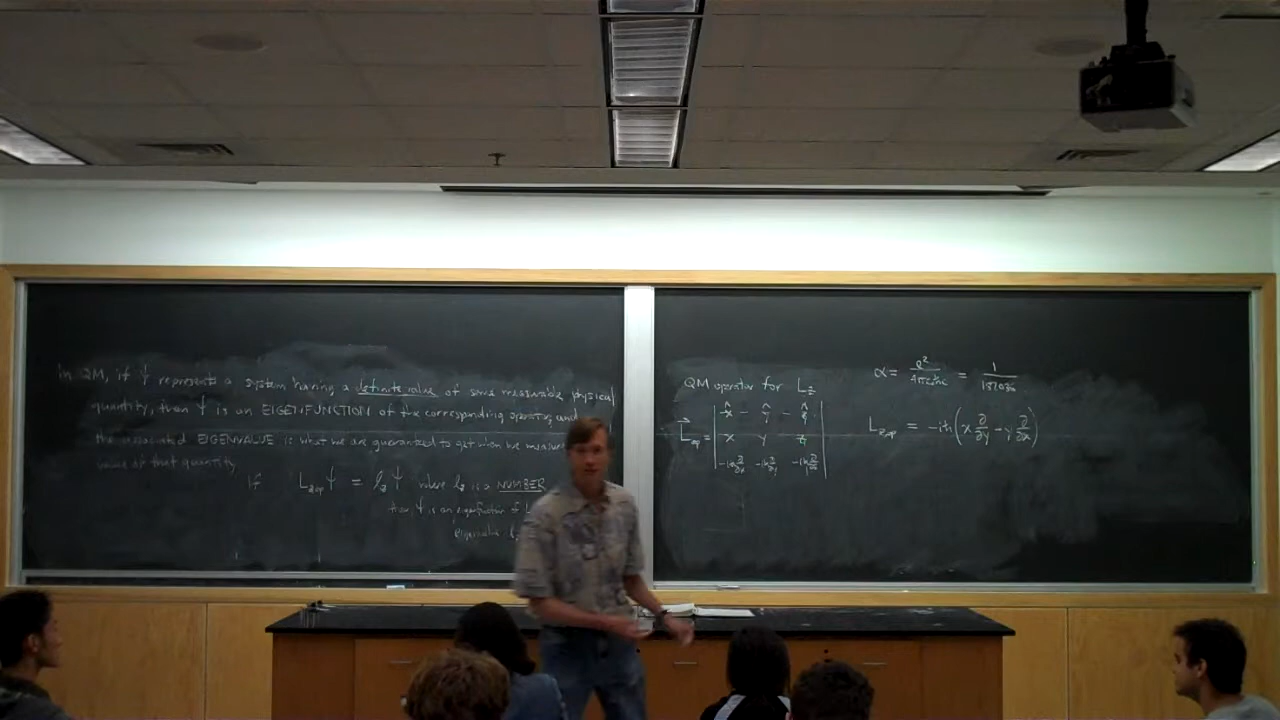 In QM, if ψ represents a system having a definite value of some measurable physical
quantity, then ψ is an EIGENFUNCTION of the corresponding operator, and
the associated EIGENVALUE is what we are guaranteed to get when we measure
value of that quantity.
If L_zop ψ = l_z ψ where l_z is a NUMBER
then ψ is an eigenfunction of L
eigenvalue l_z
QM operator for L_z
L⃗_op = | x̂ - ŷ - ẑ |
x y z
-iħ ∂/∂x -iħ ∂/∂y -iħ ∂/∂z
α = e²/4πε₀ħc = 1/137.036
L_zop = -iħ (x ∂/∂y - y ∂/∂x)